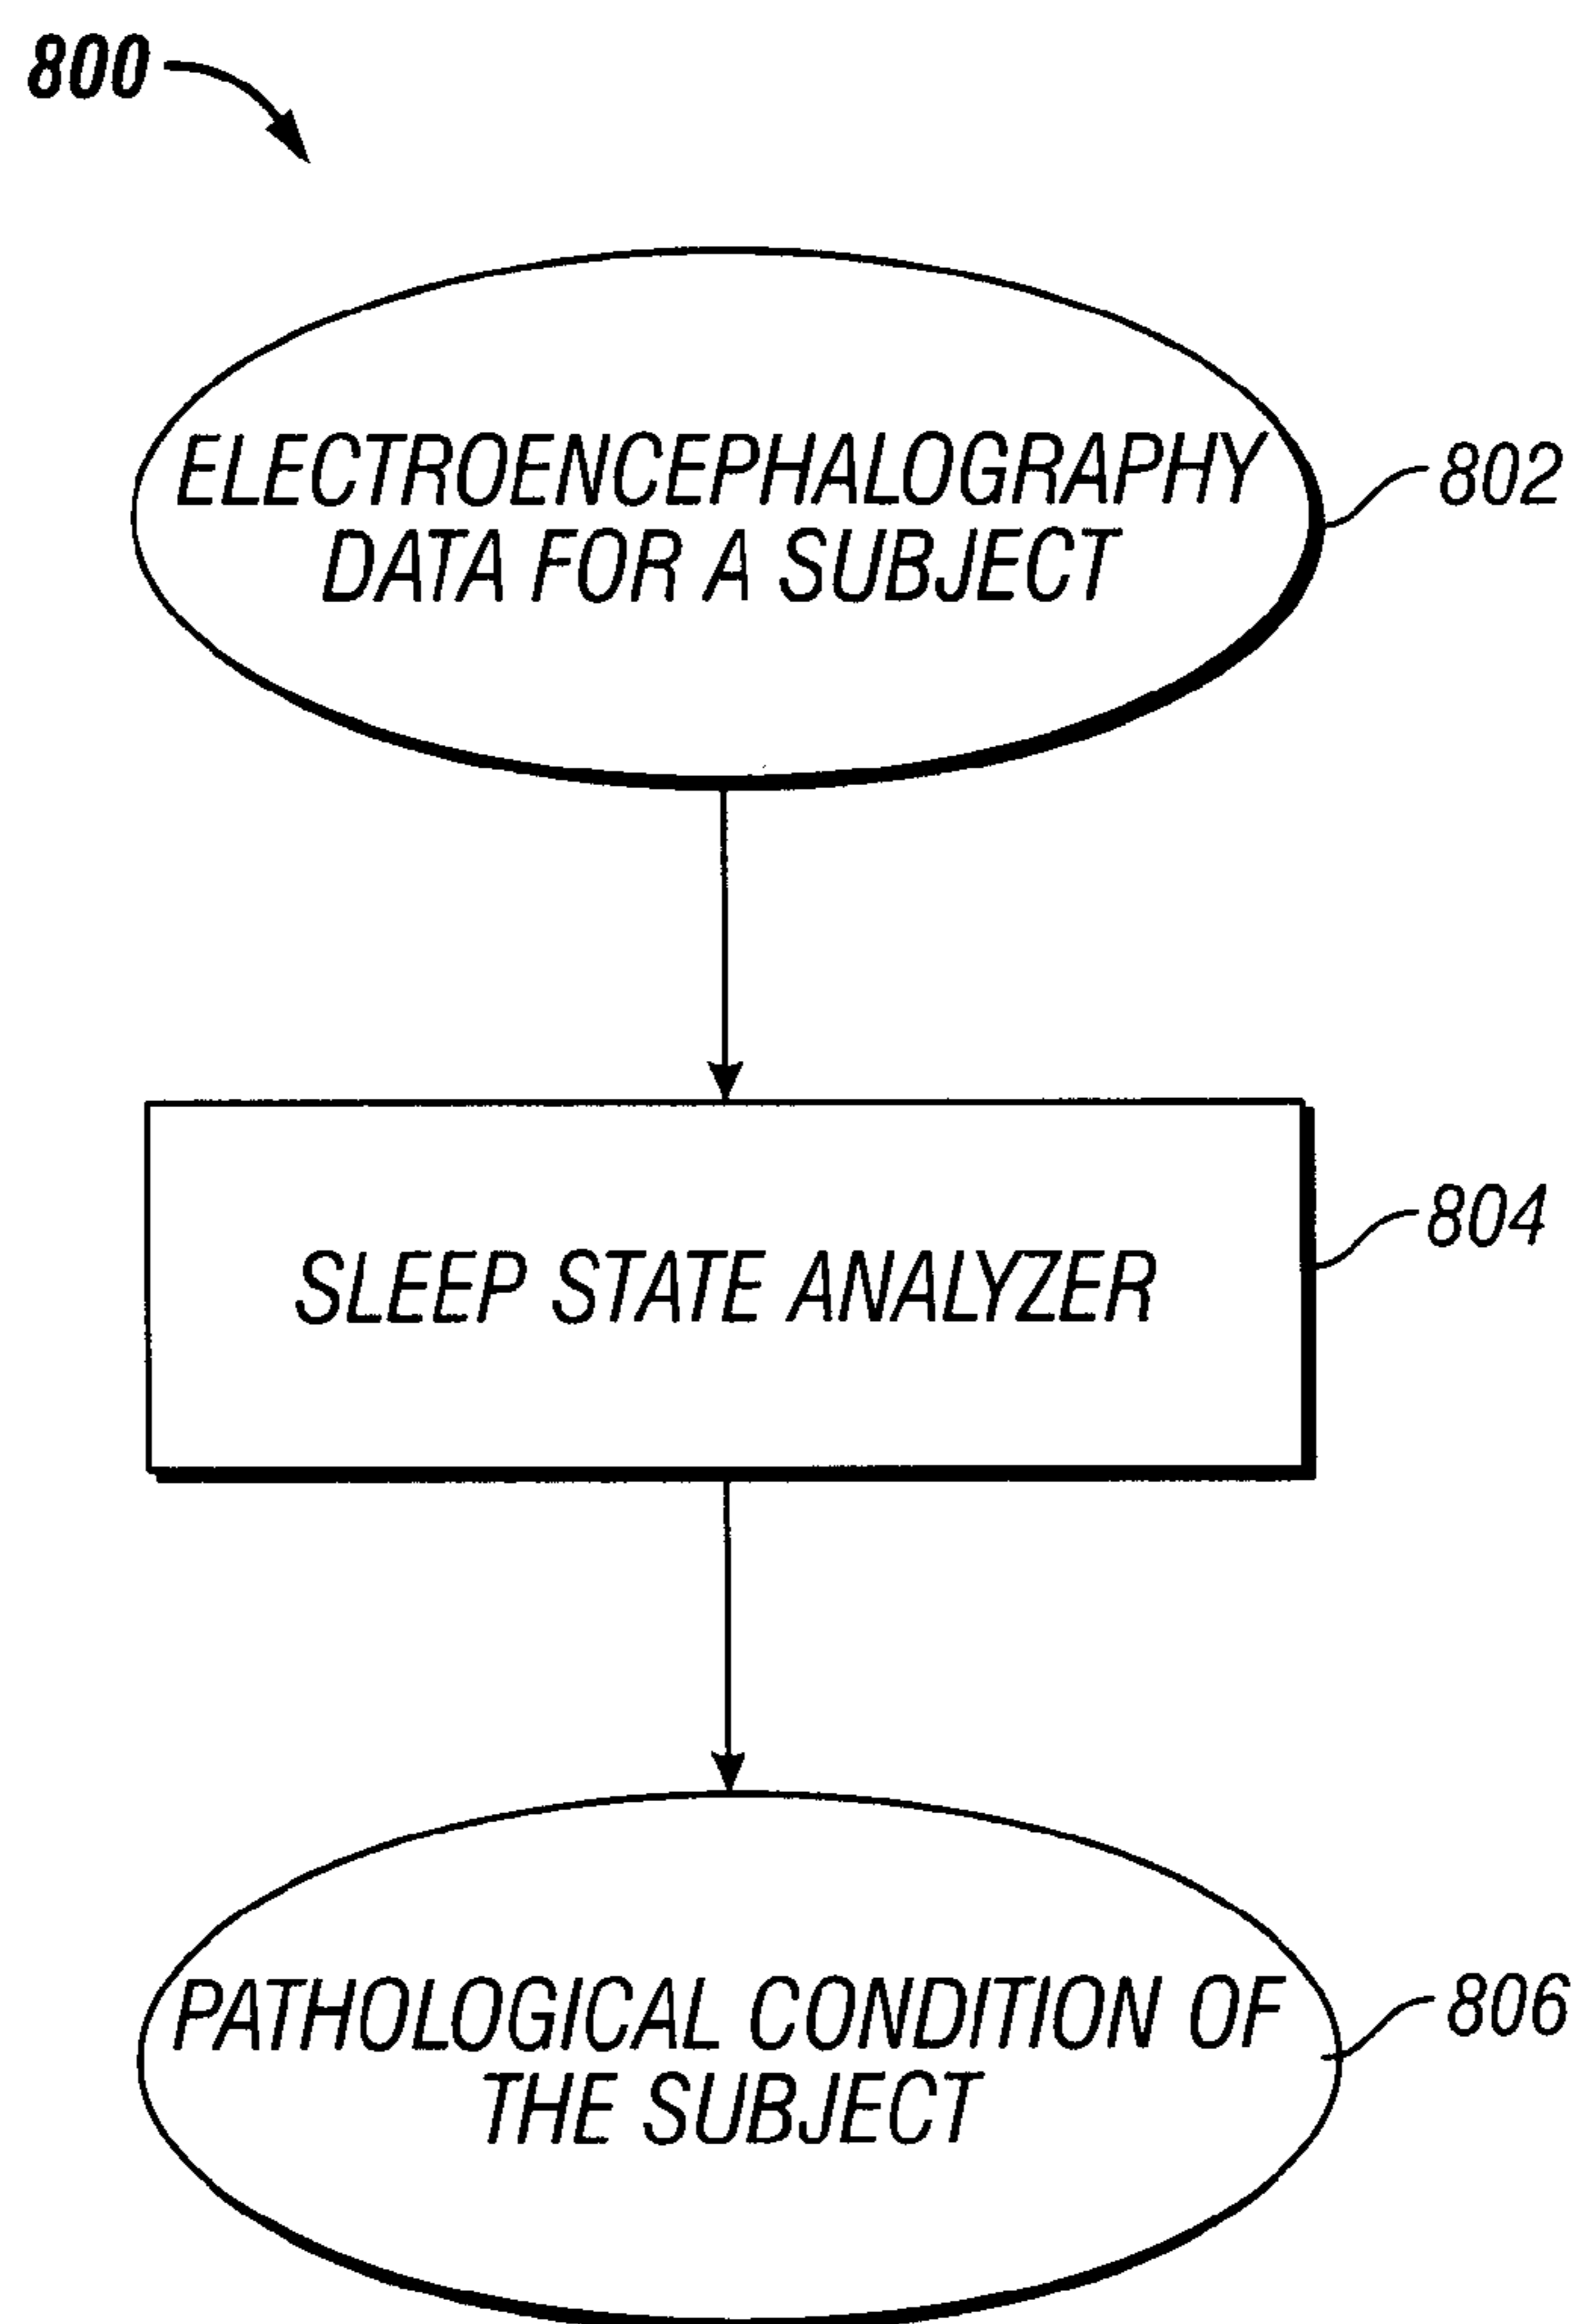 800
ELECTROENCEPHALOGRAPHY
DATA FOR A SUBJECT
802
SLEEP STATE ANALYZER
804
PATHOLOGICAL CONDITION OF
THE SUBJECT
806